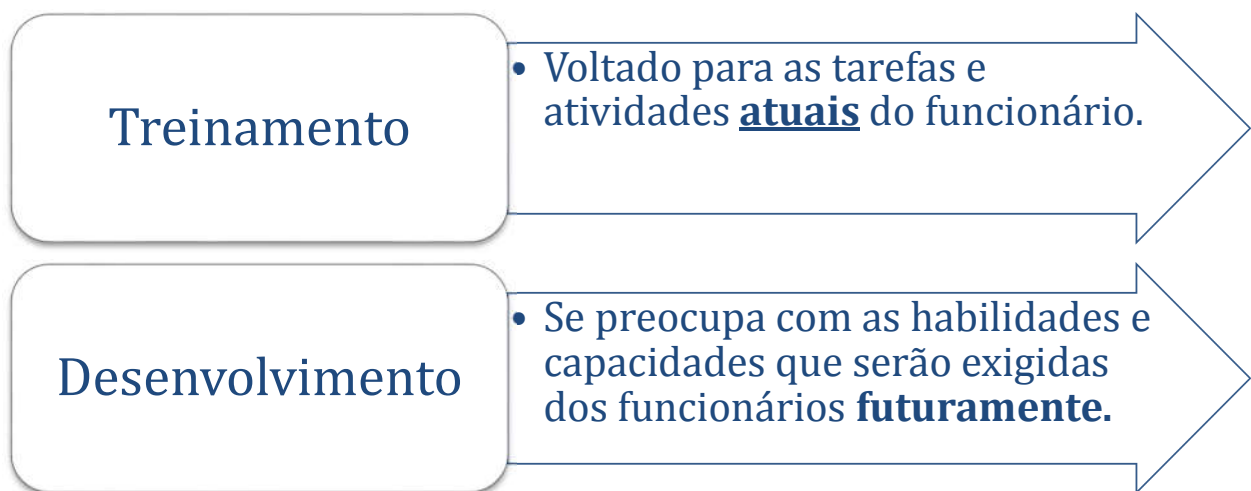 Treinamento
• Voltado para as tarefas e
atividades atuais do funcionário.
Desenvolvimento
• Se preocupa com as habilidades e
capacidades que serão exigidas
dos funcionários futuramente.